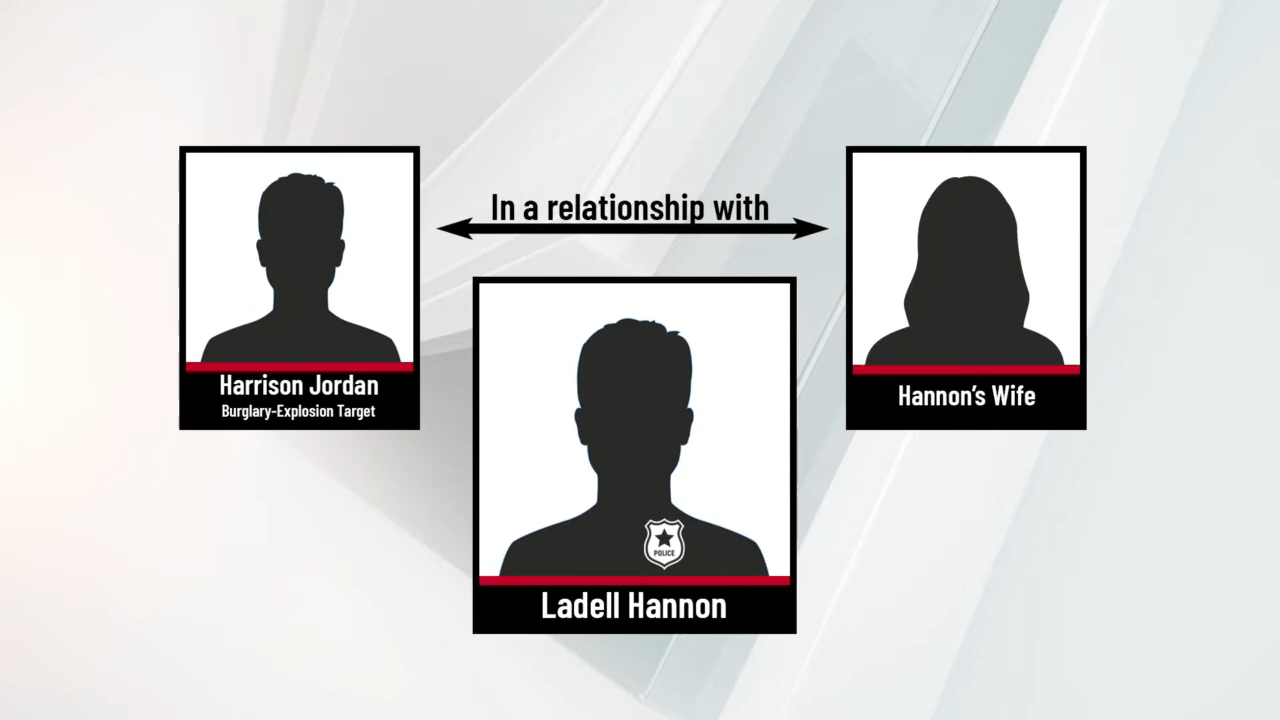 In a relationship with
Harrison Jordan
Burglary-Explosion Target
Hannon's Wife
POLICE
Ladell Hannon